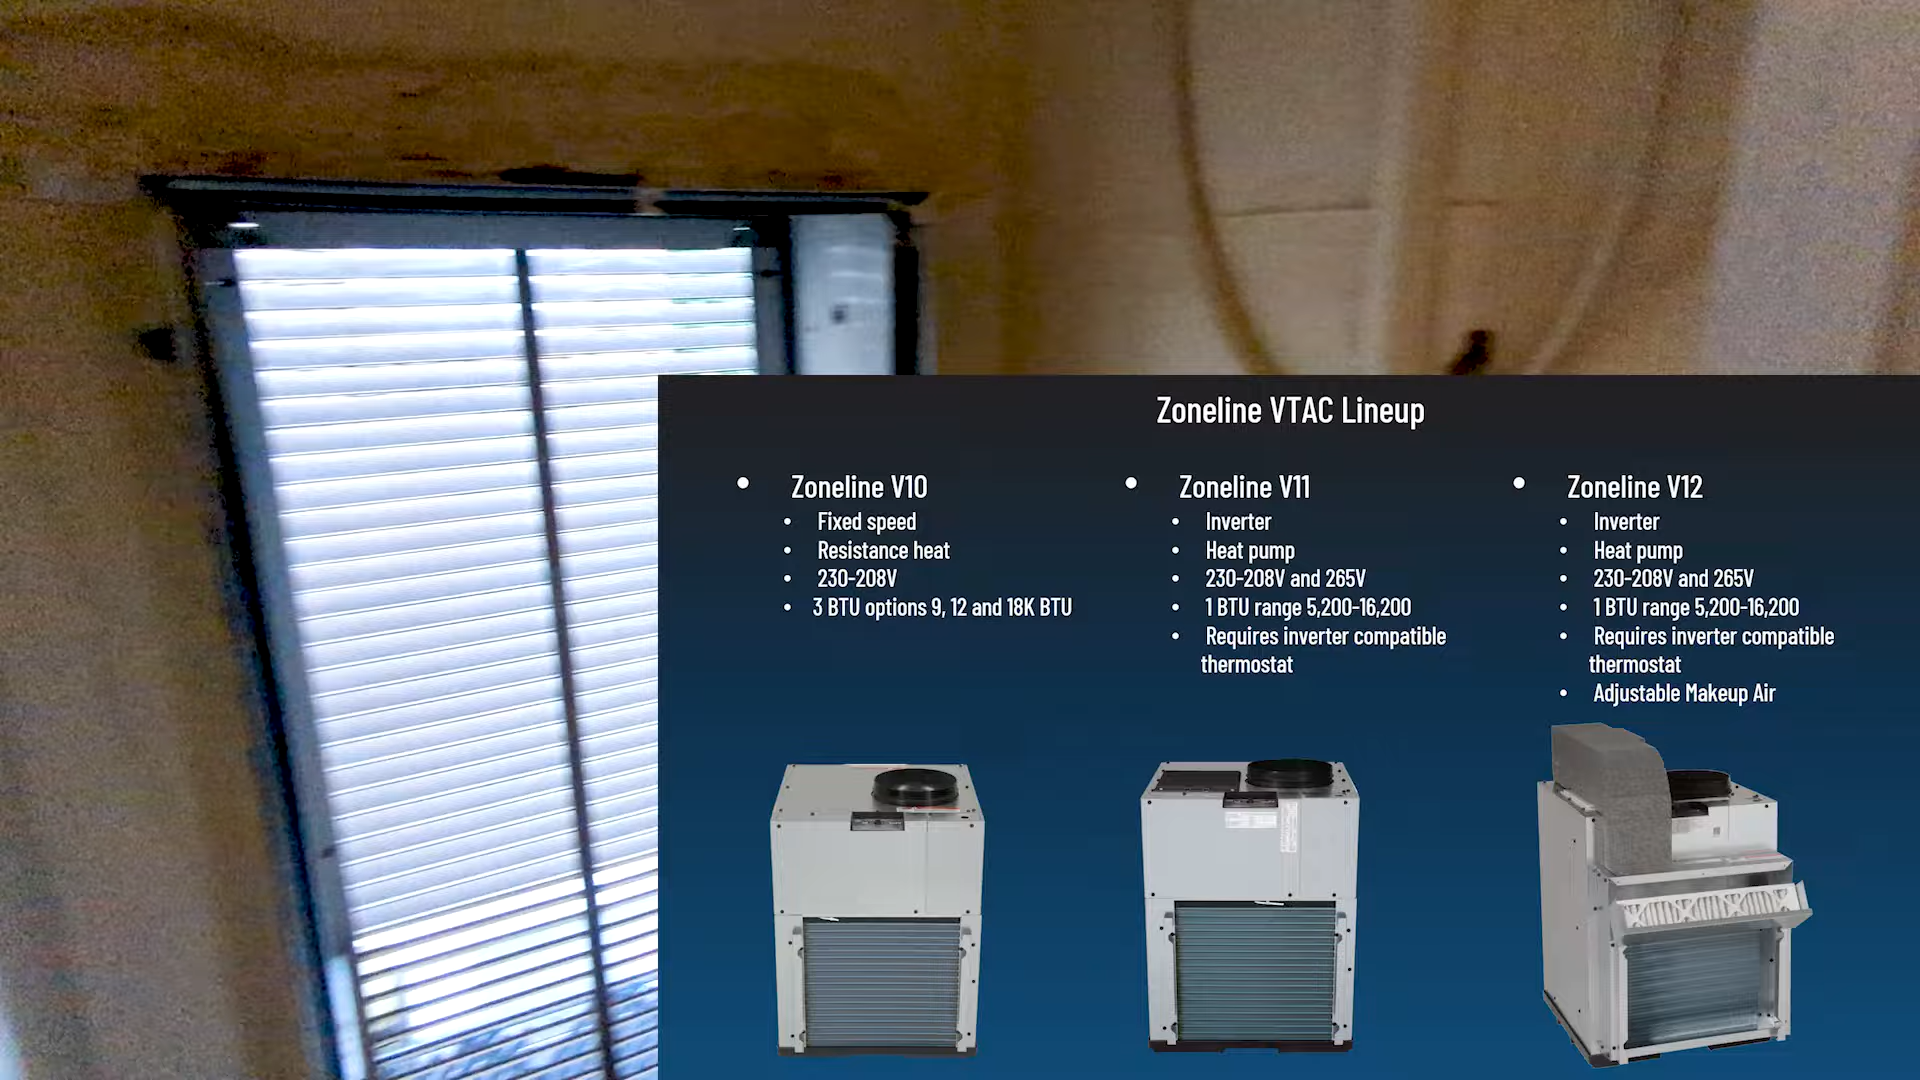 Zoneline VTAC Lineup
• Zoneline V10
• Fixed speed
• Resistance heat
• 230-208V
• 3 BTU options 9, 12 and 18K BTU
• Zoneline V11
• Inverter
• Heat pump
• 230-208V and 265V
• 1 BTU range 5,200-16,200
• Requires inverter compatible
thermostat
• Zoneline V12
• Inverter
• Heat pump
• 230-208V and 265V
• 1 BTU range 5,200-16,200
• Requires inverter compatible
thermostat
• Adjustable Makeup Air